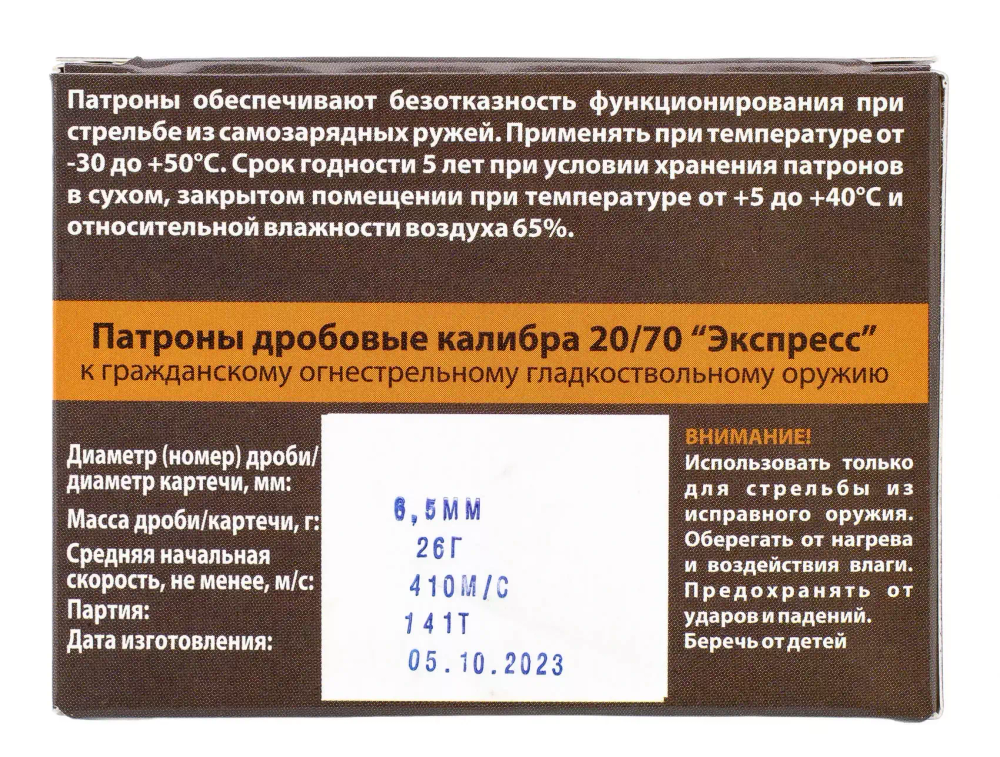 Патроны обеспечивают безотказность функционирования при
стрельбе из самозарядных ружей. Применять при температуре от
-30 до +50°С. Срок годности 5 лет при условии хранения патронов
в сухом, закрытом помещении при температуре от +5 до +40°С и
относительной влажности воздуха 65%.
Патроны дробовые калибра 20/70 “Экспресс”
к гражданскому огнестрельному гладкоствольному оружию
Диаметр (номер) дроби/
диаметр картечи, мм:
Масса дроби/картечи, г:
Средняя начальная
скорость, не менее, м/с:
Партия:
Дата изготовления:
6,5ММ
26Г
410М/С
141Т
05.10.2023
ВНИМАНИЕ!
Использовать только
для стрельбы из
исправного оружия.
Оберегать от нагрева
и воздействия влаги.
Предохранять от
ударов и падений.
Беречь от детей